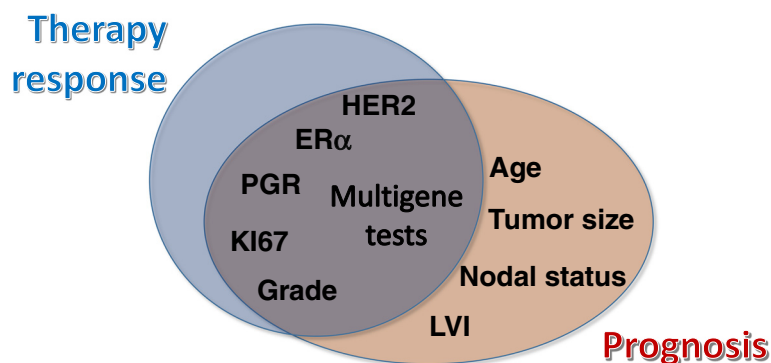 Therapy
response
HER2
ERα
PGR
Multigene
tests
KI67
Grade
Age
Tumor size
Nodal status
LVI
Prognosis